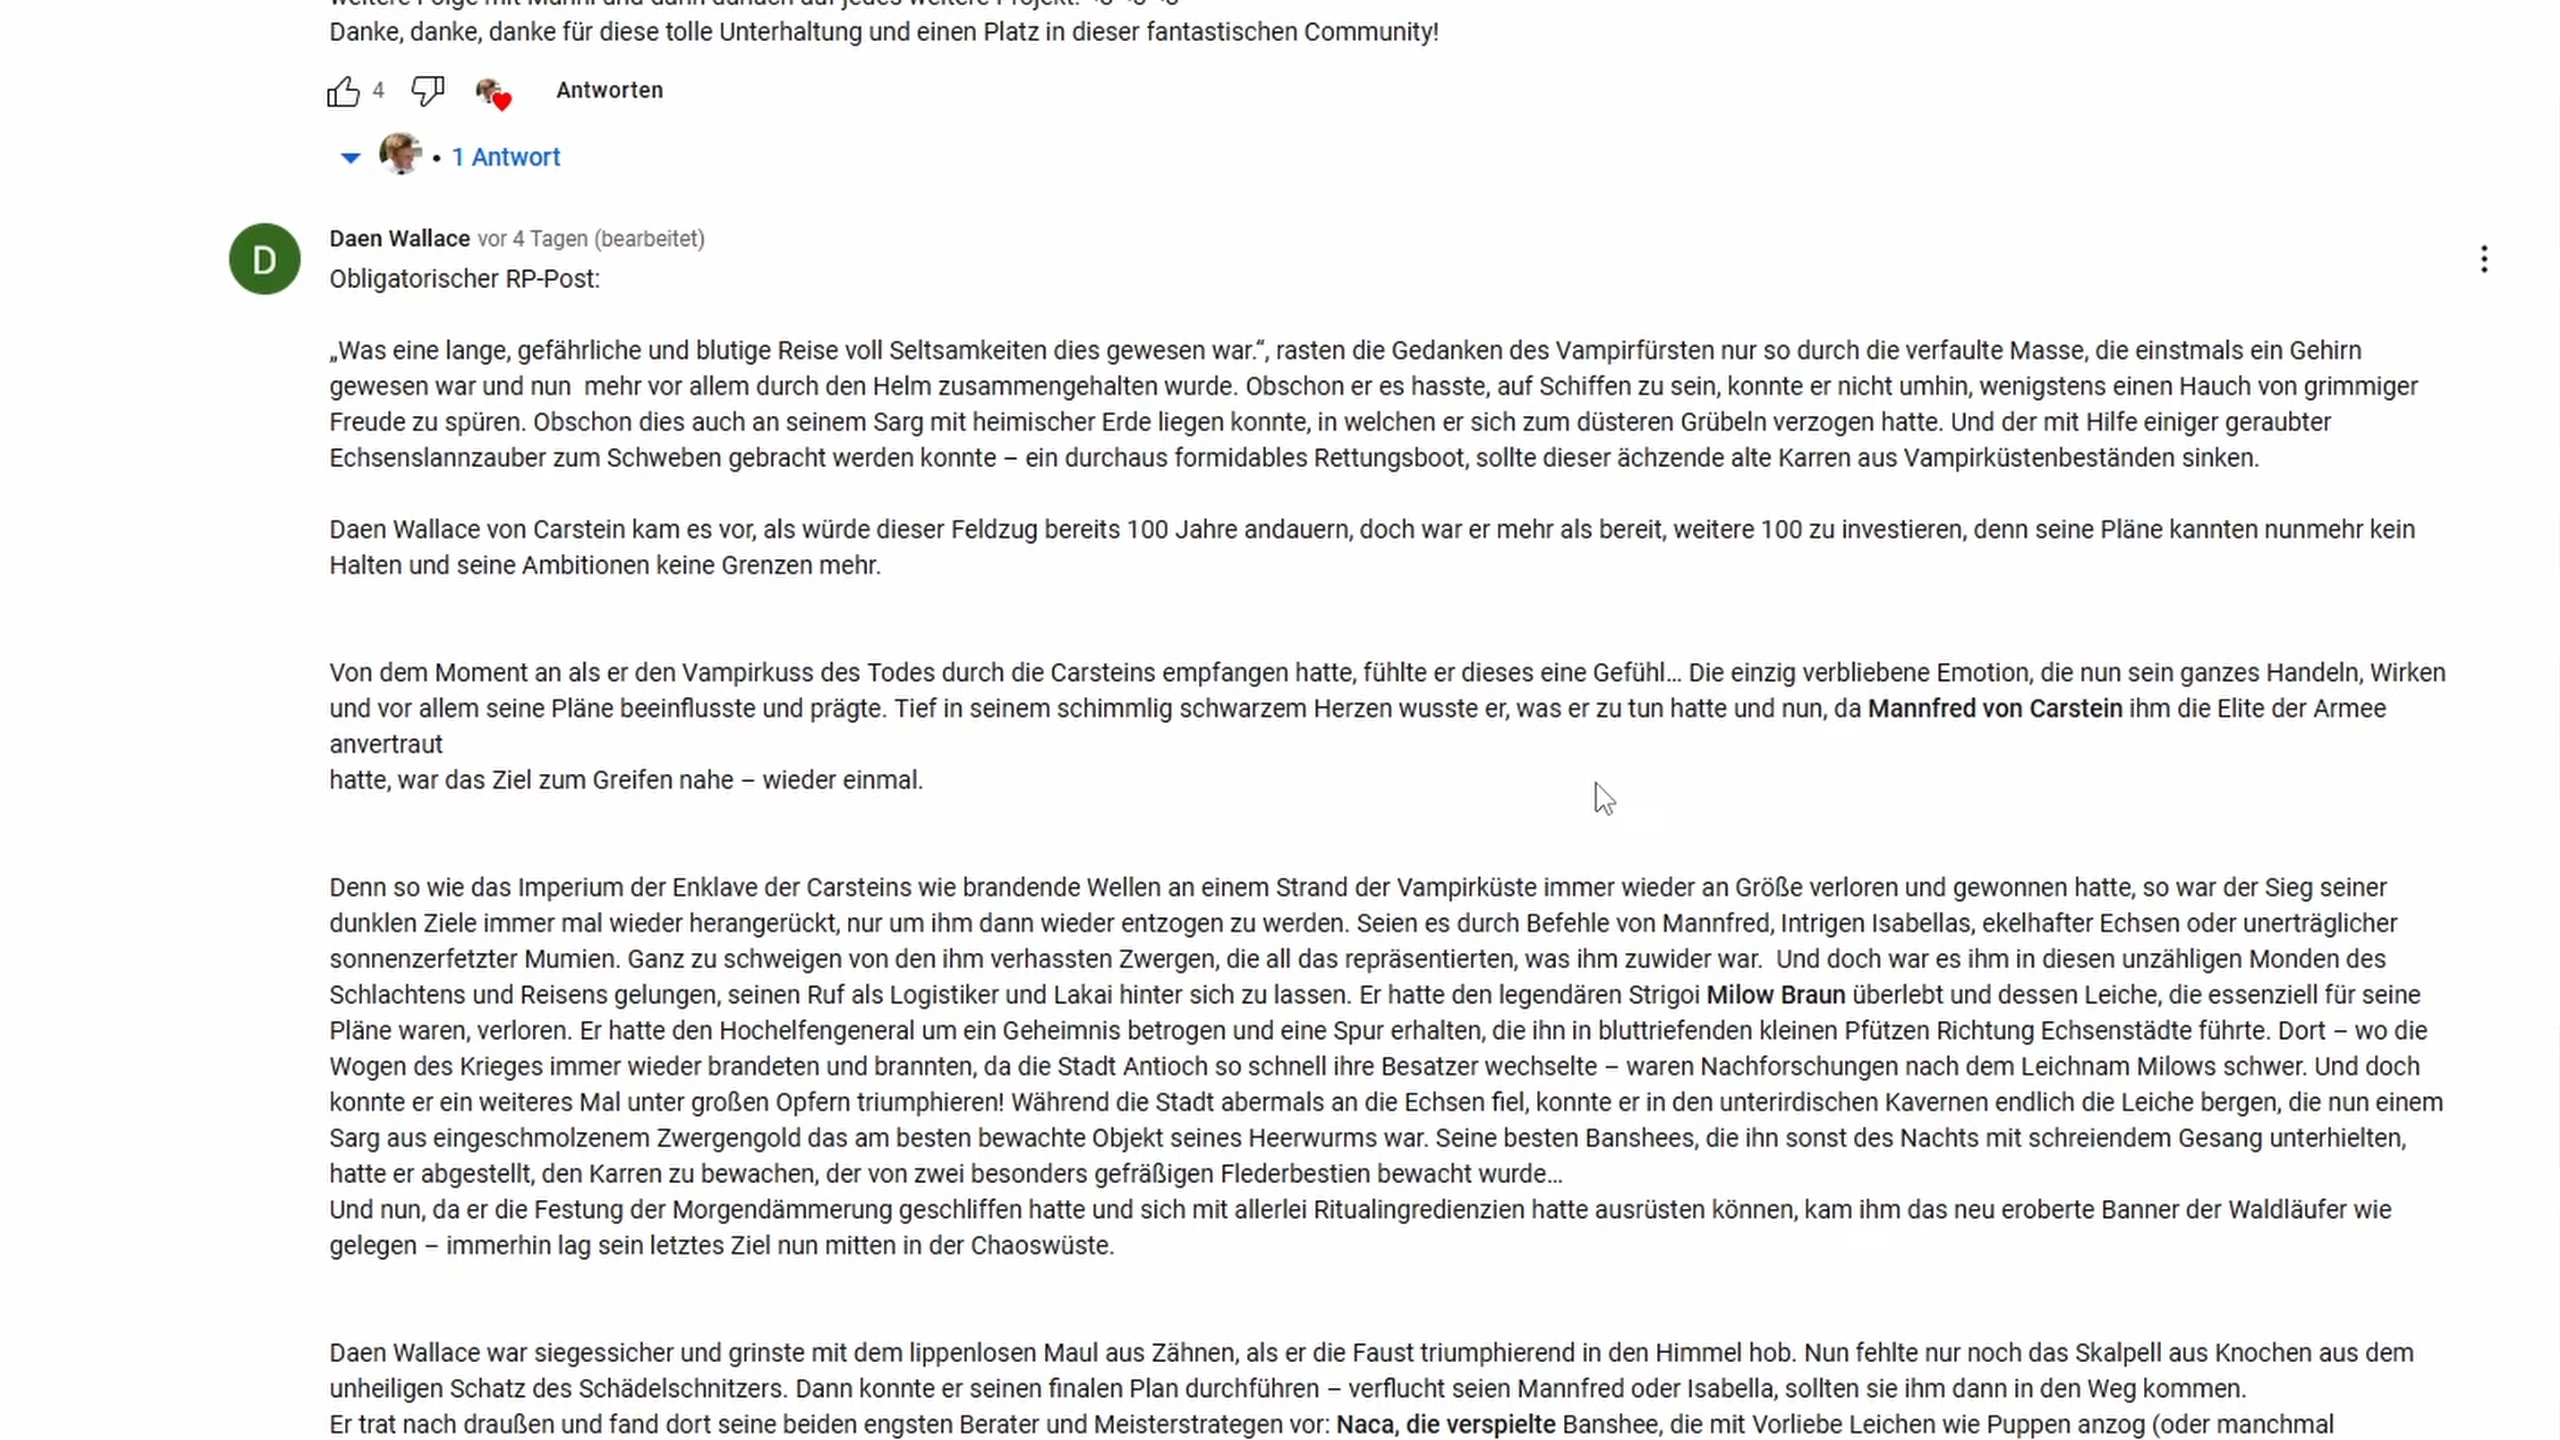 Danke, danke, danke für diese tolle Unterhaltung und einen Platz in dieser fantastischen Community!
4 Antworten
1 Antwort
D
Daen Wallace vor 4 Tagen (bearbeitet)
Obligatorischer RP-Post:
„Was eine lange, gefährliche und blutige Reise voll Seltsamkeiten dies gewesen war.“, rasten die Gedanken des Vampirfürsten nur so durch die verfaulte Masse, die einstmals ein Gehirn
gewesen war und nun  mehr vor allem durch den Helm zusammengehalten wurde. Obschon er es hasste, auf Schiffen zu sein, konnte er nicht umhin, wenigstens einen Hauch von grimmiger
Freude zu spüren. Obschon dies auch an seinem Sarg mit heimischer Erde liegen konnte, in welchen er sich zum düsteren Grübeln verzogen hatte. Und der mit Hilfe einiger geraubter
Echsenslannzauber zum Schweben gebracht werden konnte – ein durchaus formidables Rettungsboot, sollte dieser ächzende alte Karren aus Vampirküstenbeständen sinken.
Daen Wallace von Carstein kam es vor, als würde dieser Feldzug bereits 100 Jahre andauern, doch war er mehr als bereit, weitere 100 zu investieren, denn seine Pläne kannten nunmehr kein
Halten und seine Ambitionen keine Grenzen mehr.
Von dem Moment an als er den Vampirkuss des Todes durch die Carsteins empfangen hatte, fühlte er dieses eine Gefühl… Die einzig verbliebene Emotion, die nun sein ganzes Handeln, Wirken
und vor allem seine Pläne beeinflusste und prägte. Tief in seinem schimmlig schwarzem Herzen wusste er, was er zu tun hatte und nun, da Mannfred von Carstein ihm die Elite der Armee
anvertraut
hatte, war das Ziel zum Greifen nahe – wieder einmal.
Denn so wie das Imperium der Enklave der Carsteins wie brandende Wellen an einem Strand der Vampirküste immer wieder an Größe verloren und gewonnen hatte, so war der Sieg seiner
dunklen Ziele immer mal wieder herangerückt, nur um ihm dann wieder entzogen zu werden. Seien es durch Befehle von Mannfred, Intrigen Isabellas, ekelhafter Echsen oder unerträglicher
sonnenzerfetzter Mumien. Ganz zu schweigen von den ihm verhassten Zwergen, die all das repräsentierten, was ihm zuwider war.  Und doch war es ihm in diesen unzähligen Monden des
Schlachtens und Reisens gelungen, seinen Ruf als Logistiker und Lakai hinter sich zu lassen. Er hatte den legendären Strigoi Milow Braun überlebt und dessen Leiche, die essenziell für seine
Pläne waren, verloren. Er hatte den Hochelfengeneral um ein Geheimnis betrogen und eine Spur erhalten, die ihn in bluttriefenden kleinen Pfützen Richtung Echsenstädte führte. Dort – wo die
Wogen des Krieges immer wieder brandeten und brannten, da die Stadt Antioch so schnell ihre Besatzer wechselte – waren Nachforschungen nach dem Leichnam Milows schwer. Und doch
konnte er ein weiteres Mal unter großen Opfern triumphieren! Während die Stadt abermals an die Echsen fiel, konnte er in den unterirdischen Kavernen endlich die Leiche bergen, die nun einem
Sarg aus eingeschmolzenem Zwergengold das am besten bewachte Objekt seines Heerwurms war. Seine besten Banshees, die ihn sonst des Nachts mit schreiendem Gesang unterhielten,
hatte er abgestellt, den Karren zu bewachen, der von zwei besonders gefräßigen Flederbestien bewacht wurde…
Und nun, da er die Festung der Morgendämmerung geschliffen hatte und sich mit allerlei Ritualingredienzien hatte ausrüsten können, kam ihm das neu eroberte Banner der Waldläufer wie
gelegen – immerhin lag sein letztes Ziel nun mitten in der Chaoswüste.
Daen Wallace war siegessicher und grinste mit dem lippenlosen Maul aus Zähnen, als er die Faust triumphierend in den Himmel hob. Nun fehlte nur noch das Skalpell aus Knochen aus dem
unheiligen Schatz des Schädelschnitzers. Dann konnte er seinen finalen Plan durchführen – verflucht seien Mannfred oder Isabella, sollten sie ihm dann in den Weg kommen.
Er trat nach draußen und fand dort seine beiden engsten Berater und Meisterstrategen vor: Naca, die verspielte Banshee, die mit Vorliebe Leichen wie Puppen anzog (oder manchmal